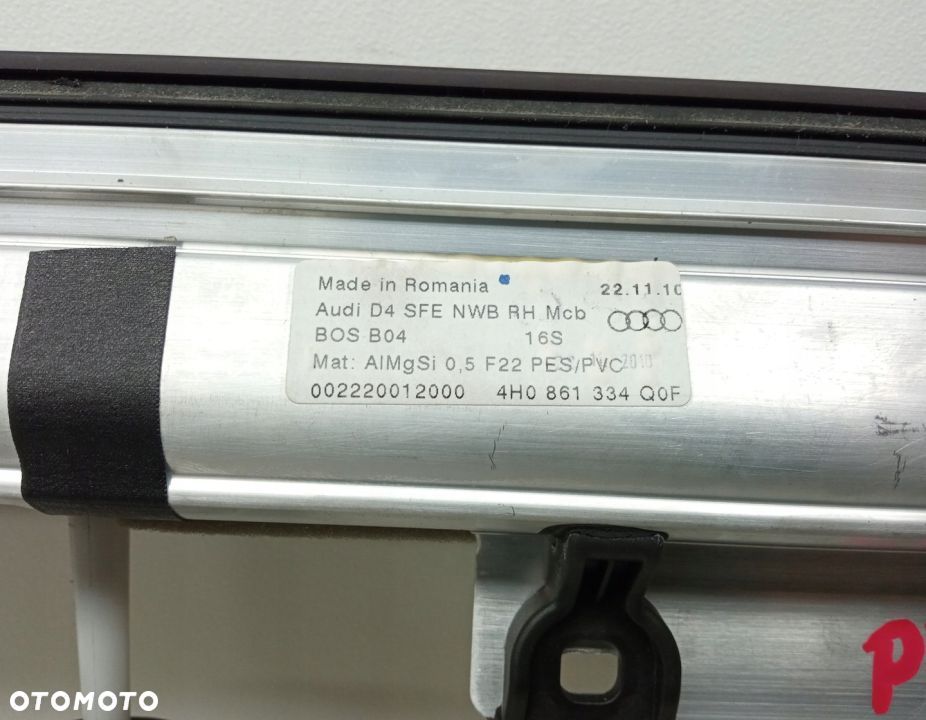 Made in Romania 22.11.10
Audi D4 SFE NWB RH Mcb
BOS B04 16S
Mat: AlMgSi 0,5 F22 PES/PVC
002220012000 4H0 861 334 Q0F
P
OTOMOTO